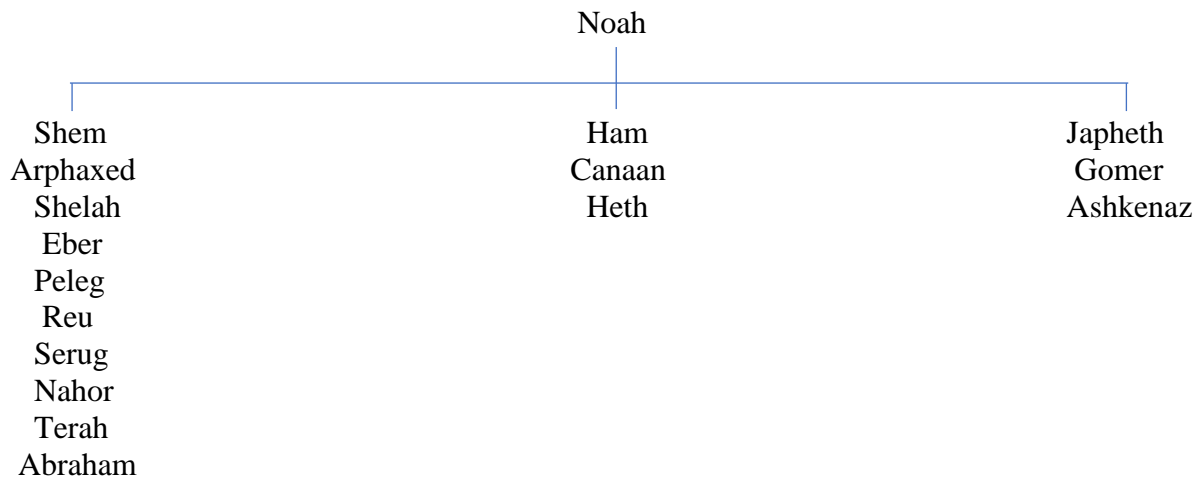 Noah
Shem Ham Japheth
Arphaxed Canaan Gomer
Shelah Heth Ashkenaz
Eber
Peleg
Reu
Serug
Nahor
Terah
Abraham